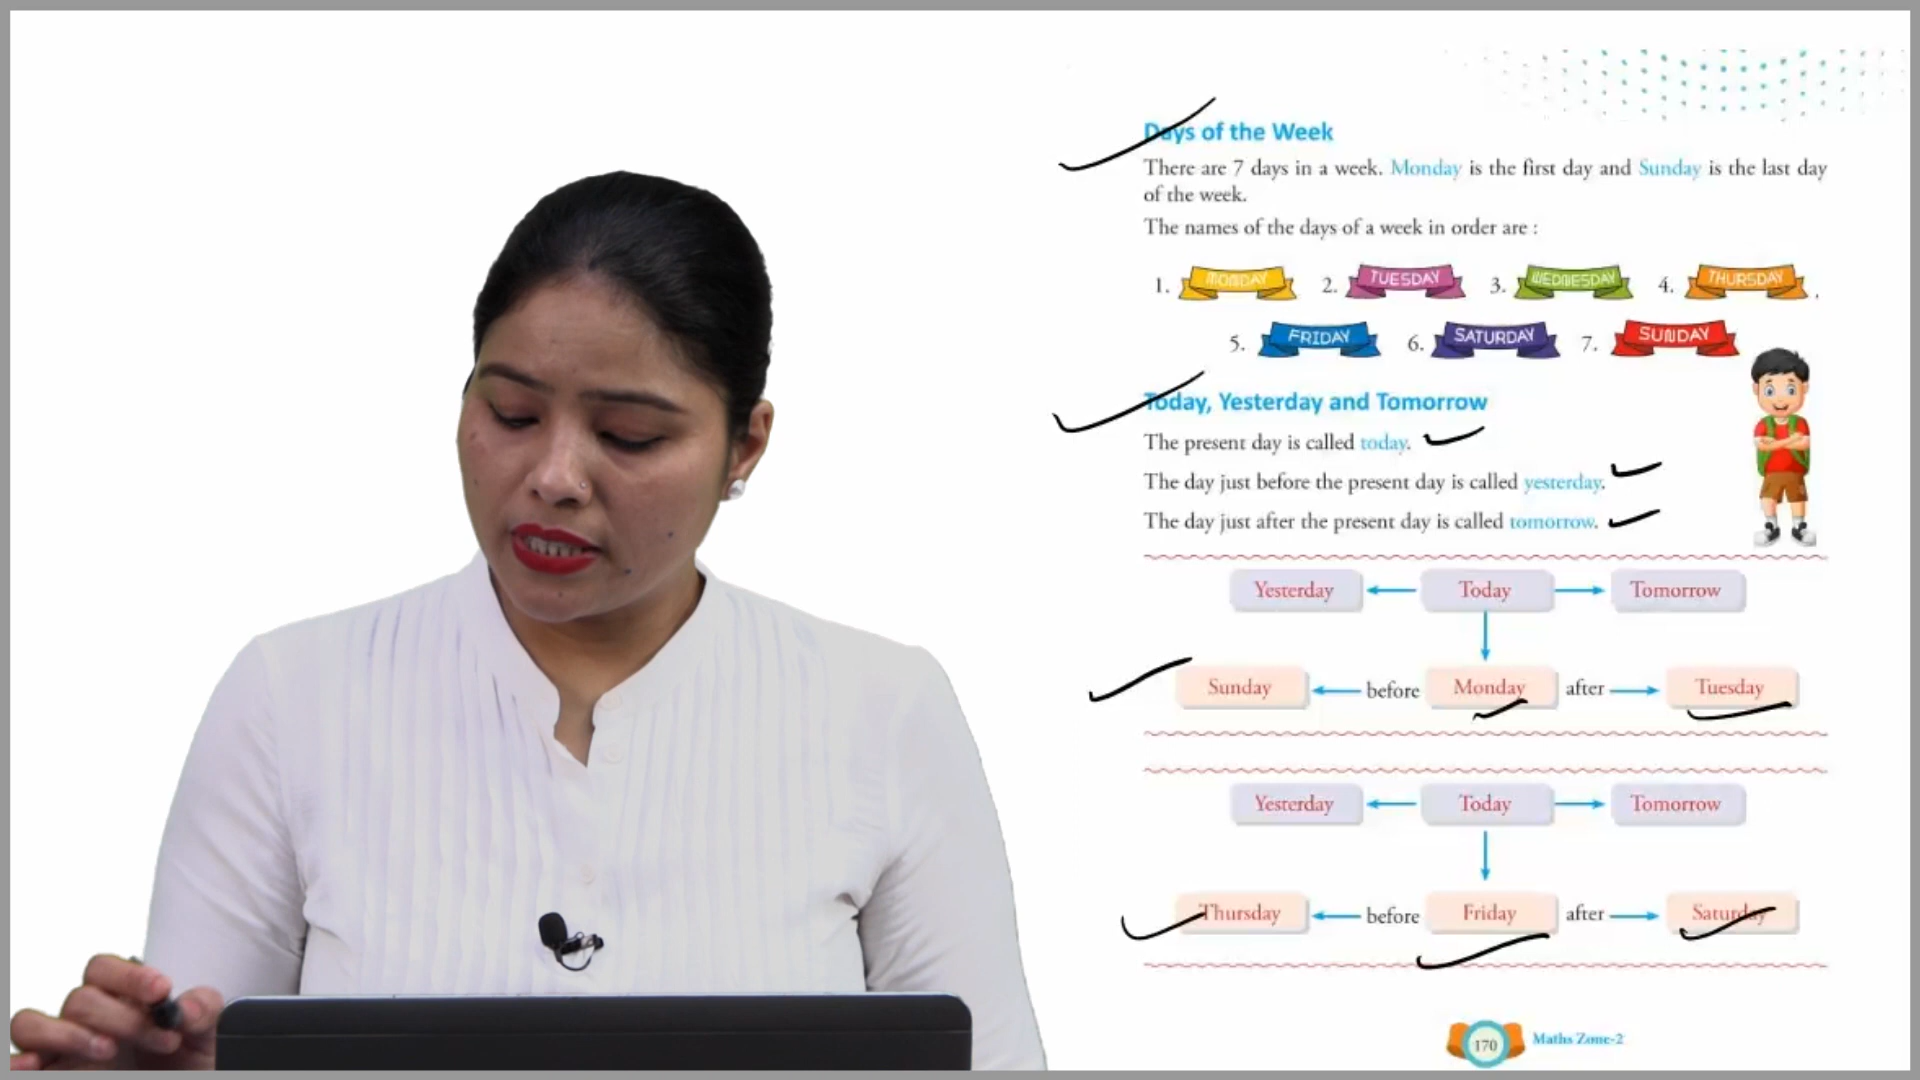 Days of the Week
There are 7 days in a week. Monday is the first day and Sunday is the last day
of the week.
The names of the days of a week in order are :
1. MONDAY 2. TUESDAY 3. WEDNESDAY 4. THURSDAY ,
5. FRIDAY 6. SATURDAY 7. SUNDAY
Today, Yesterday and Tomorrow
The present day is called today.
The day just before the present day is called yesterday.
The day just after the present day is called tomorrow.
Yesterday Today Tomorrow
Sunday before Monday after Tuesday
Yesterday Today Tomorrow
Thursday before Friday after Saturday
170 Maths Zone-2